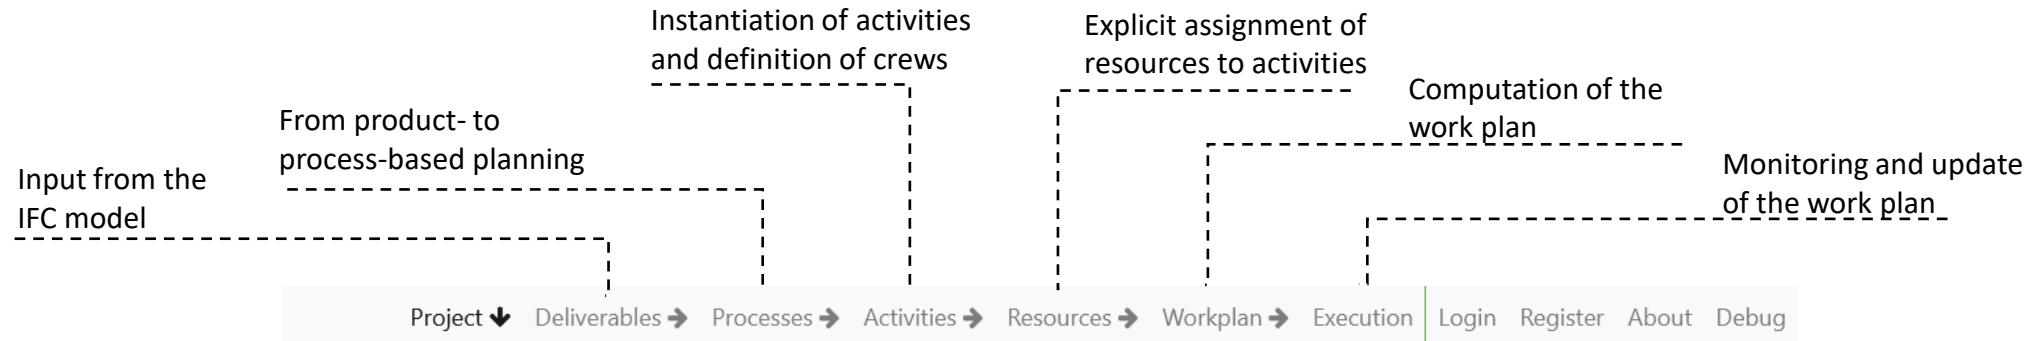 Instantiation of activities
and definition of crews
Explicit assignment of
resources to activities
Computation of the
work plan
From product- to
process-based planning
Input from the
IFC model
Monitoring and update
of the work plan
Project Deliverables Processes Activities Resources Workplan Execution Login Register About Debug